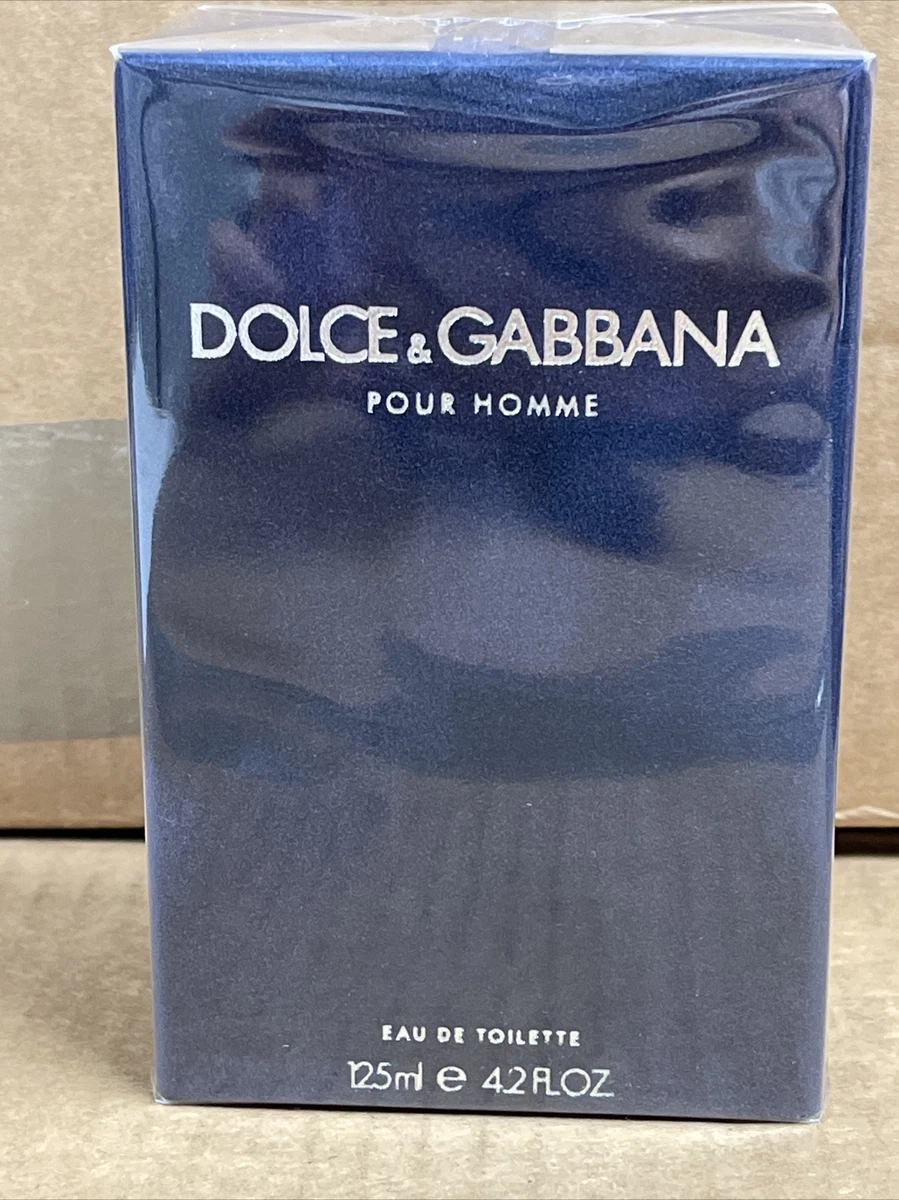 DOLCE & GABBANA
POUR HOMME
EAU DE TOILETTE
125ml e 4.2 FL.OZ